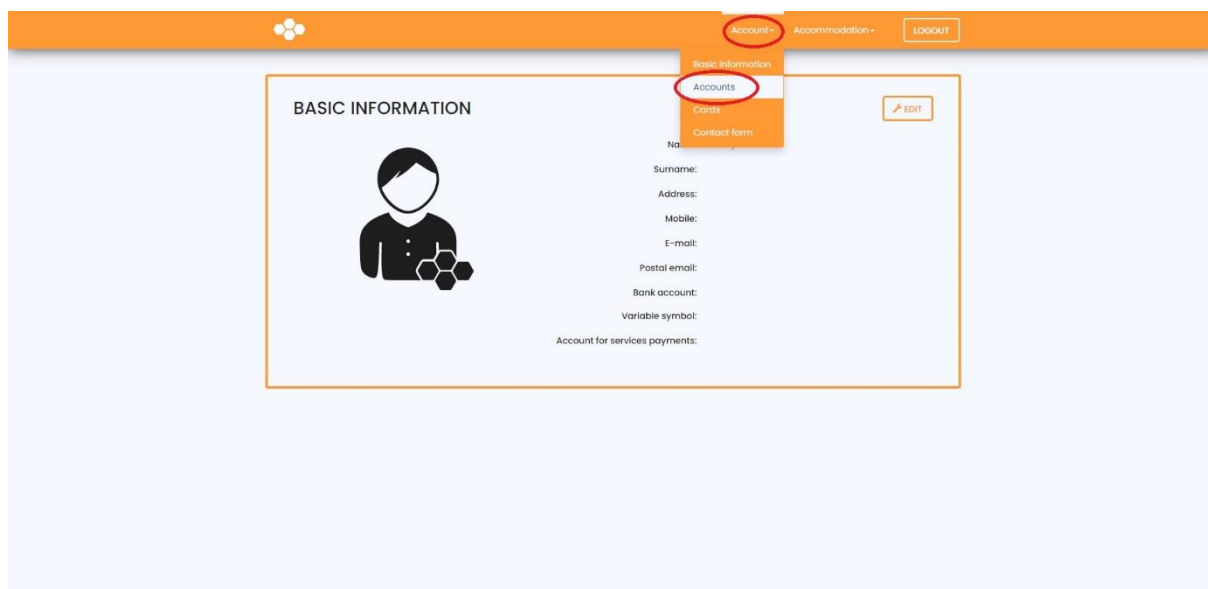 Account
Accommodation
LOGOUT
Basic information
Accounts
Cards
Contact form
BASIC INFORMATION
EDIT
Surname:
Address:
Mobile:
E-mail:
Postal email:
Bank account:
Variable symbol:
Account for services payments: